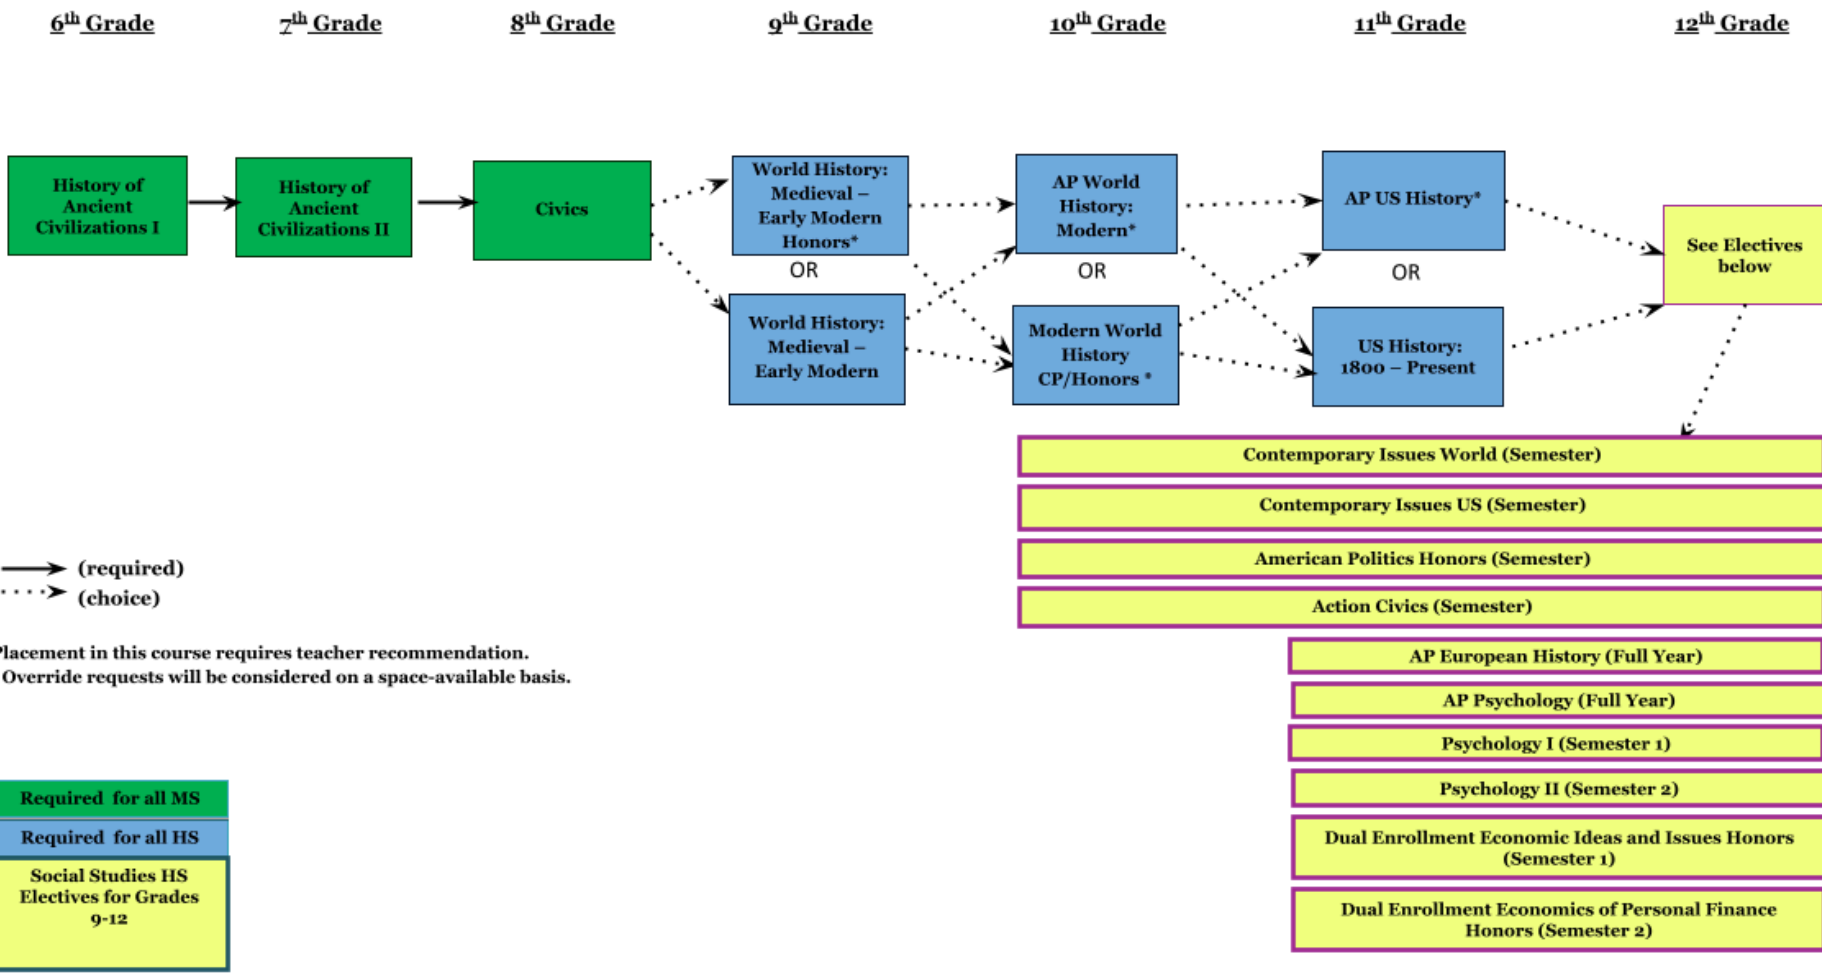 6th Grade
7th Grade
8th Grade
9th Grade
10th Grade
11th Grade
12th Grade
History of
Ancient
Civilizations I
History of
Ancient
Civilizations II
Civics
World History:
Medieval –
Early Modern
Honors*
OR
World History:
Medieval –
Early Modern
AP World
History:
Modern*
OR
Modern World
History
CP/Honors *
AP US History*
OR
US History:
1800 – Present
See Electives
below
Contemporary Issues World (Semester)
Contemporary Issues US (Semester)
American Politics Honors (Semester)
Action Civics (Semester)
AP European History (Full Year)
AP Psychology (Full Year)
Psychology I (Semester 1)
Psychology II (Semester 2)
Dual Enrollment Economic Ideas and Issues Honors
(Semester 1)
Dual Enrollment Economics of Personal Finance
Honors (Semester 2)
(required)
(choice)
Placement in this course requires teacher recommendation.
Override requests will be considered on a space-available basis.
Required for all MS
Required for all HS
Social Studies HS
Electives for Grades
9-12